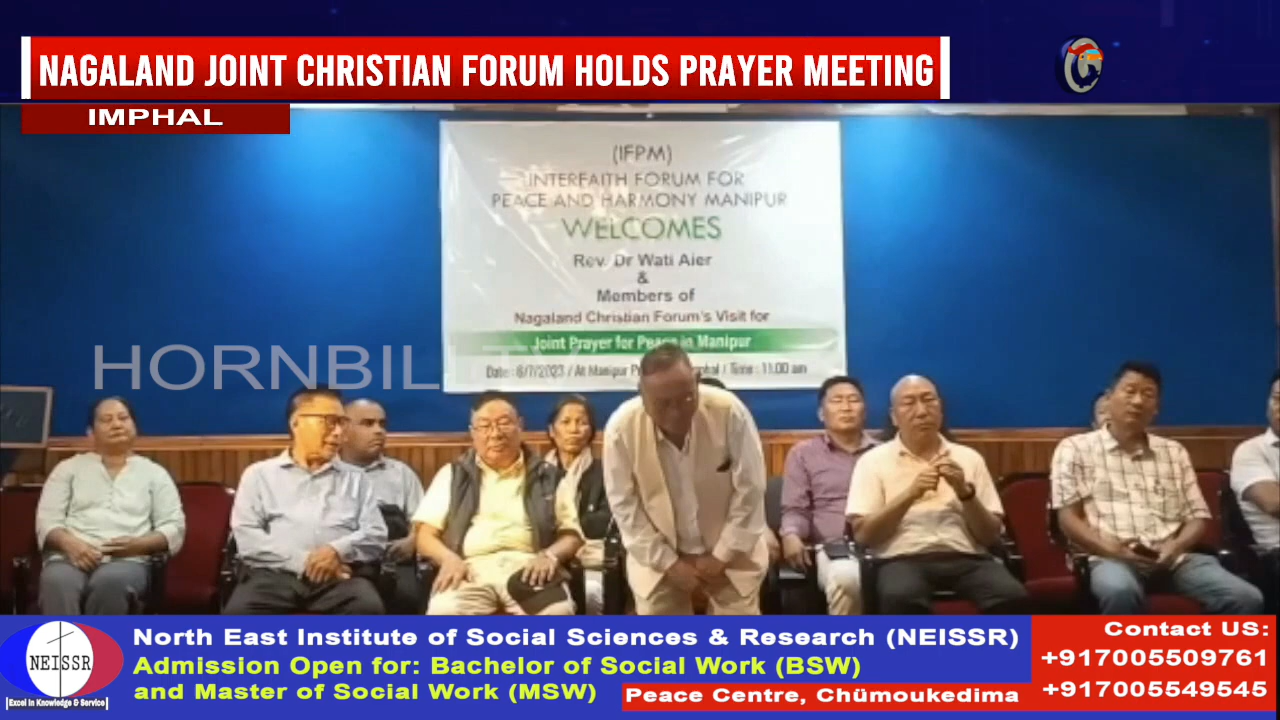 NAGALAND JOINT CHRISTIAN FORUM HOLDS PRAYER MEETING
IMPHAL
(IFPM)
INTERFAITH FORUM FOR
PEACE AND HARMONY MANIPUR
WELCOMES
Rev. Dr Wati Aier
&
Members of
Nagaland Christian Forum's Visit for
Joint Prayer for Peace in Manipur
Date : 6/7/2023 / At Manipur / Time : 11:00 am
HORNBILL TV
NEISSR
Excel in Knowledge & Service
North East Institute of Social Sciences & Research (NEISSR)
Admission Open for: Bachelor of Social Work (BSW)
and Master of Social Work (MSW)
Peace Centre, Chümoukedima
Contact US:
+917005509761
+917005549545